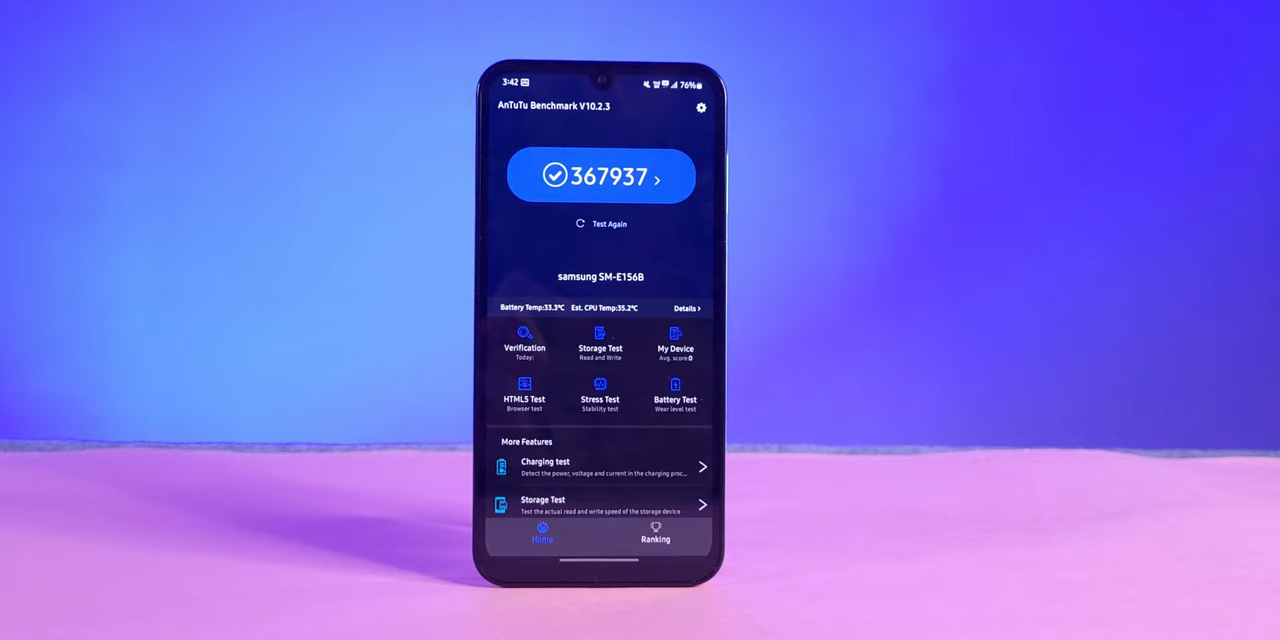 3:42 76%
AnTuTu Benchmark V10.2.3
367937
Test Again
samsung SM-E156B
Battery Temp:33.3℃ Est. CPU Temp:35.2℃ Details
Verification Storage Test My Device
Today: Read and Write Avg. score:0
HTML5 Test Stress Test Battery Test
Browser test Stability test Wear level test
More Features
Charging test
Detect the power, voltage and current in the charging proc...
Storage Test
Test the actual read and write speed of the storage device
Home Ranking